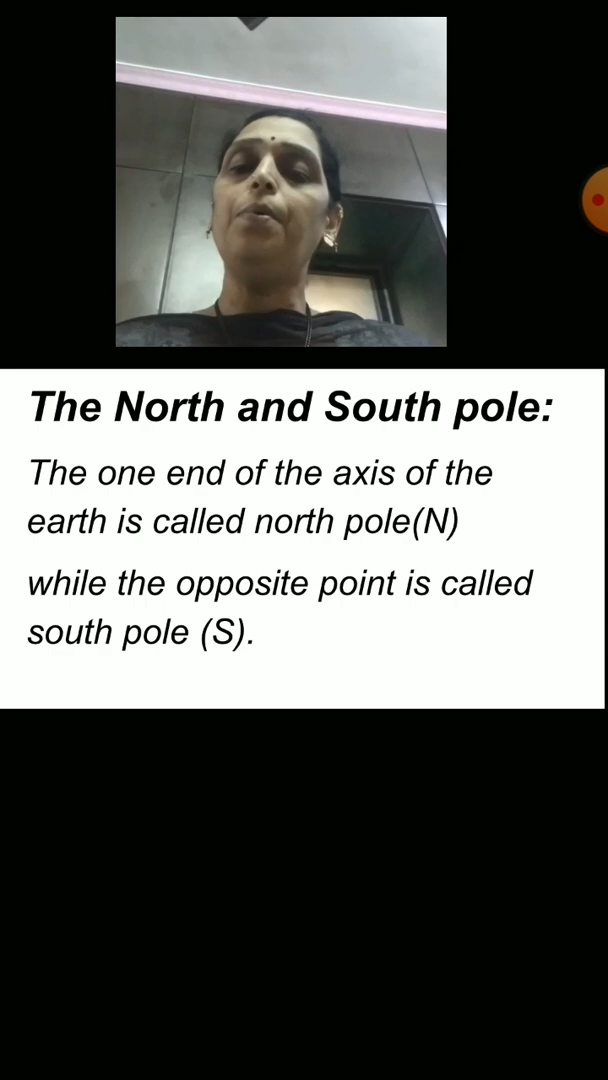 The North and South pole:
The one end of the axis of the
earth is called north pole(N)
while the opposite point is called
south pole (S).